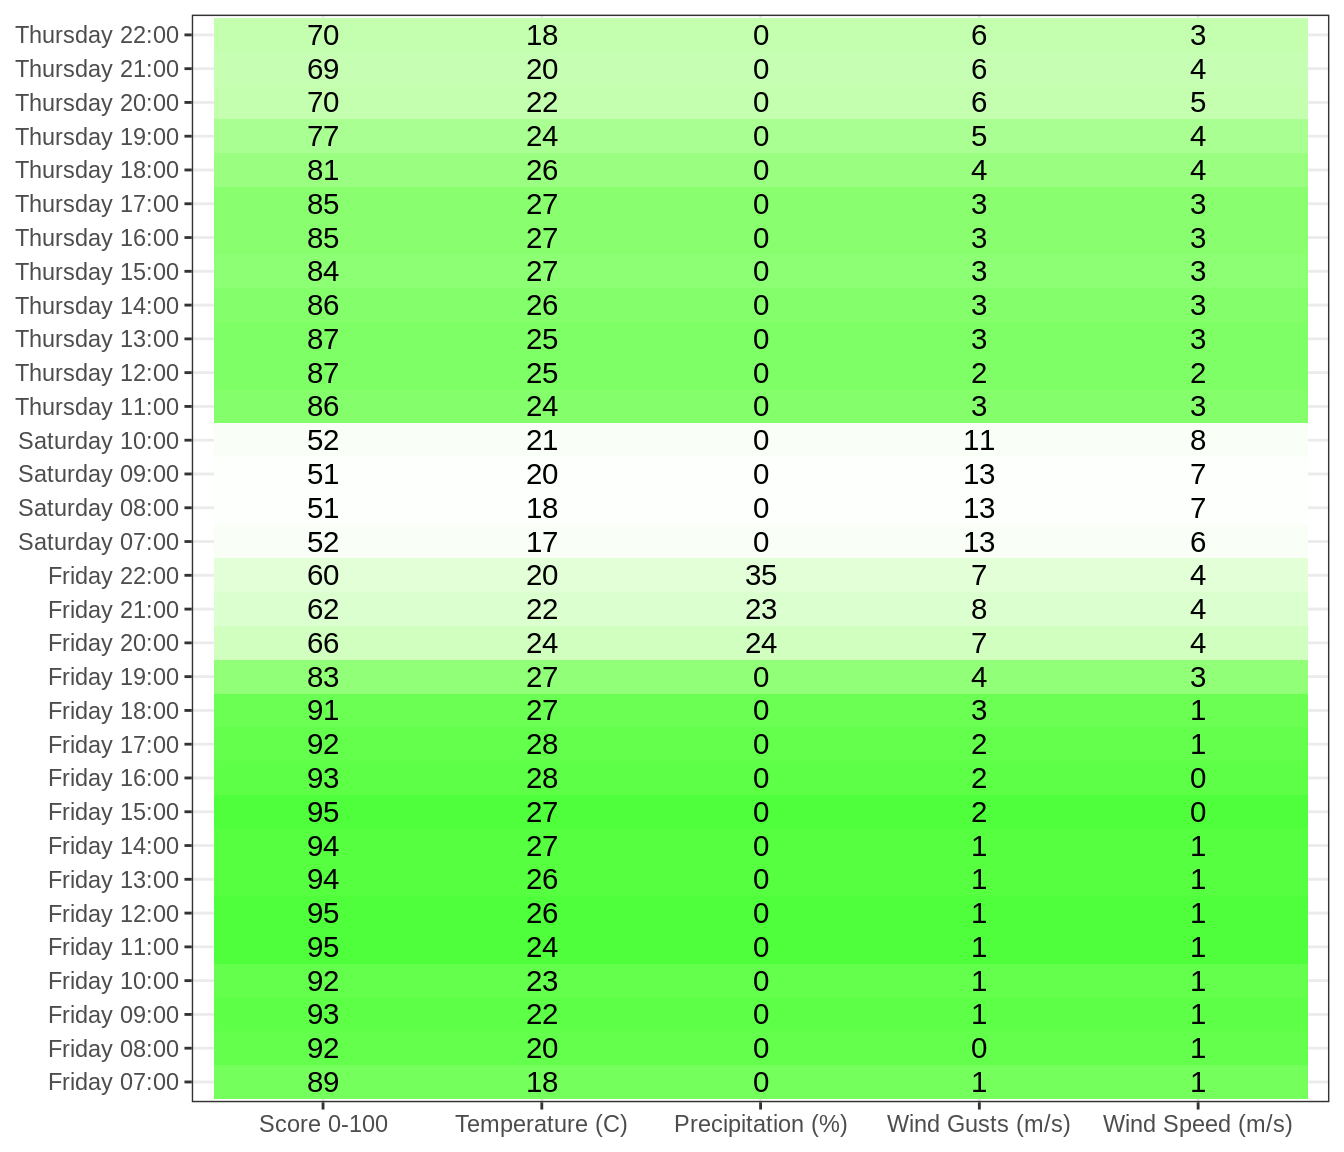 Thursday 22:00 70 18 0 6 3
Thursday 21:00 69 20 0 6 4
Thursday 20:00 70 22 0 6 5
Thursday 19:00 77 24 0 5 4
Thursday 18:00 81 26 0 4 4
Thursday 17:00 85 27 0 3 3
Thursday 16:00 85 27 0 3 3
Thursday 15:00 84 27 0 3 3
Thursday 14:00 86 26 0 3 3
Thursday 13:00 87 25 0 3 3
Thursday 12:00 87 25 0 2 2
Thursday 11:00 86 24 0 3 3
Saturday 10:00 52 21 0 11 8
Saturday 09:00 51 20 0 13 7
Saturday 08:00 51 18 0 13 7
Saturday 07:00 52 17 0 13 6
Friday 22:00 60 20 35 7 4
Friday 21:00 62 22 23 8 4
Friday 20:00 66 24 24 7 4
Friday 19:00 83 27 0 4 3
Friday 18:00 91 27 0 3 1
Friday 17:00 92 28 0 2 1
Friday 16:00 93 28 0 2 0
Friday 15:00 95 27 0 2 0
Friday 14:00 94 27 0 1 1
Friday 13:00 94 26 0 1 1
Friday 12:00 95 26 0 1 1
Friday 11:00 95 24 0 1 1
Friday 10:00 92 23 0 1 1
Friday 09:00 93 22 0 1 1
Friday 08:00 92 20 0 0 1
Friday 07:00 89 18 0 1 1
Score 0-100 Temperature (C) Precipitation (%) Wind Gusts (m/s) Wind Speed (m/s)